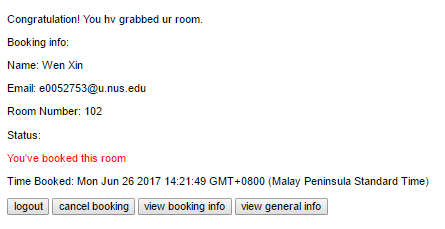 Congratulation! You hv grabbed ur room.
Booking info:
Name: Wen Xin
Email: e0052753@u.nus.edu
Room Number: 102
Status:
You've booked this room
Time Booked: Mon Jun 26 2017 14:21:49 GMT+0800 (Malay Peninsula Standard Time)
logout cancel booking view booking info view general info